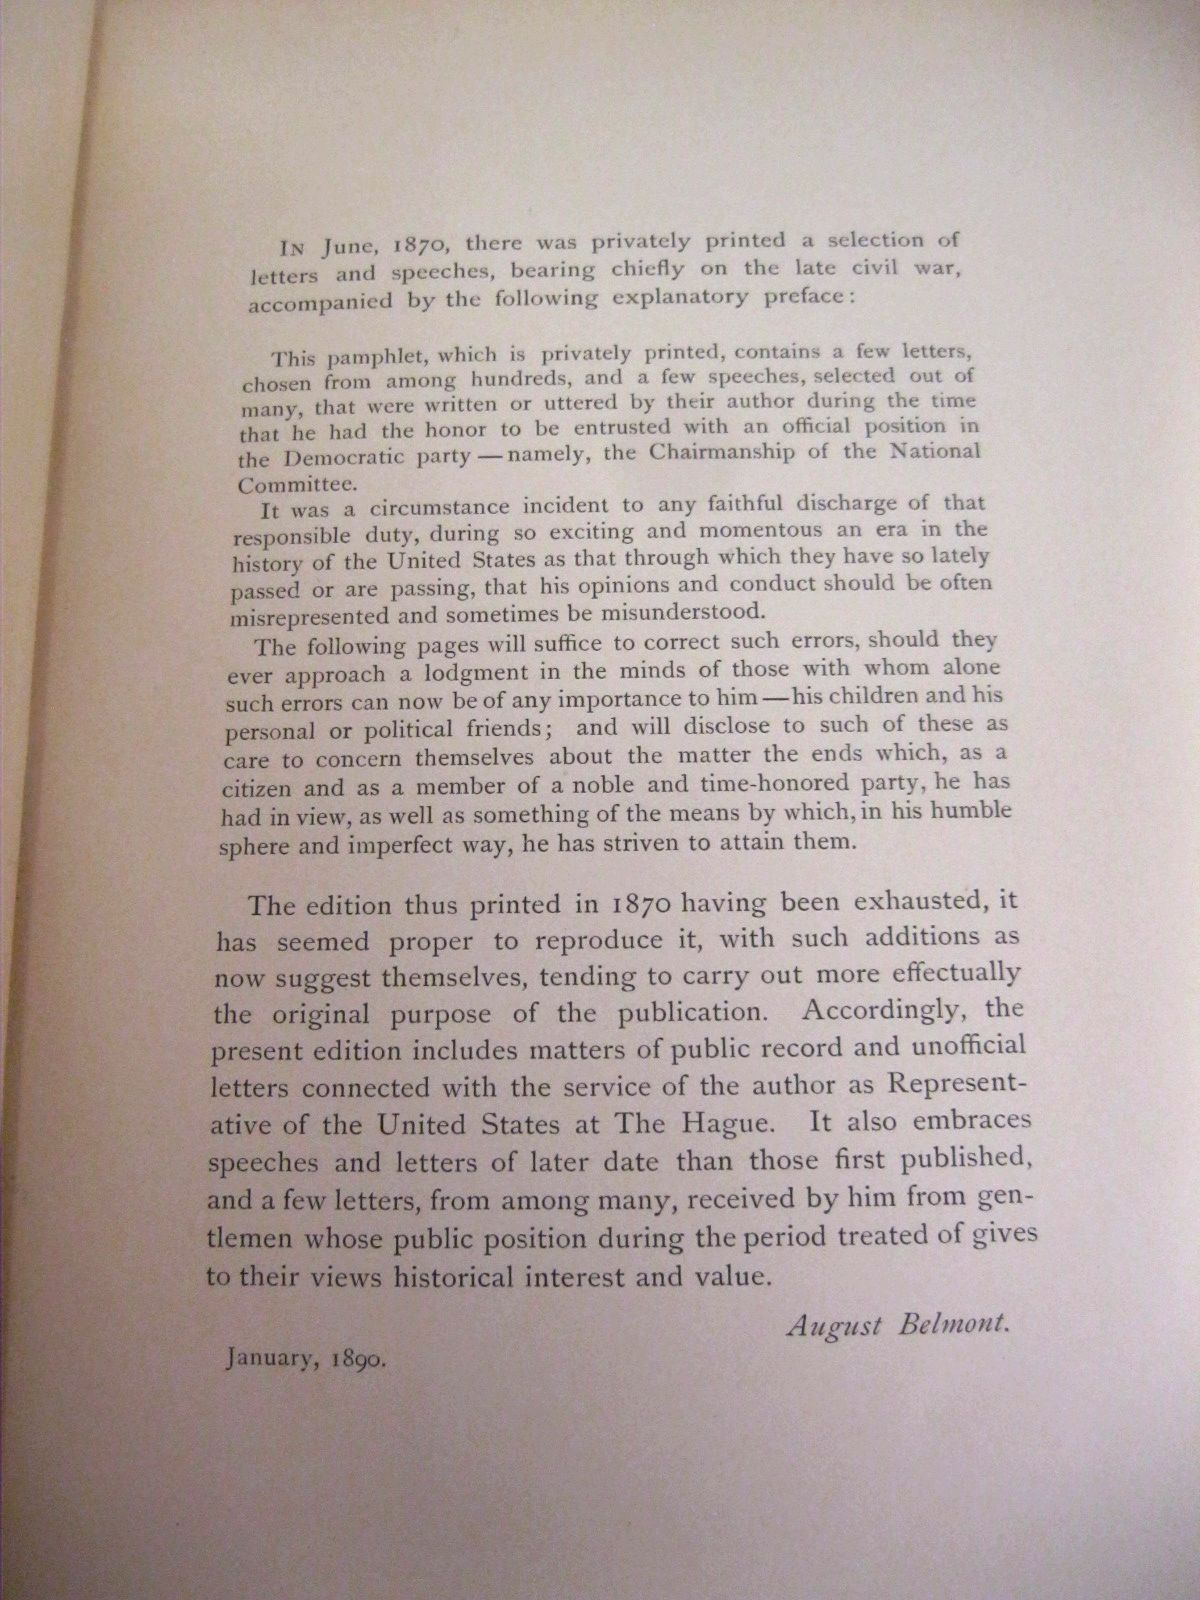 IN June, 1870, there was privately printed a selection of
letters and speeches, bearing chiefly on the late civil war,
accompanied by the following explanatory preface:
This pamphlet, which is privately printed, contains a few letters,
chosen from among hundreds, and a few speeches, selected out of
many, that were written or uttered by their author during the time
that he had the honor to be entrusted with an official position in
the Democratic party — namely, the Chairmanship of the National
Committee.
It was a circumstance incident to any faithful discharge of that
responsible duty, during so exciting and momentous an era in the
history of the United States as that through which they have so lately
passed or are passing, that his opinions and conduct should be often
misrepresented and sometimes be misunderstood.
The following pages will suffice to correct such errors, should they
ever approach a lodgment in the minds of those with whom alone
such errors can now be of any importance to him — his children and his
personal or political friends; and will disclose to such of these as
care to concern themselves about the matter the ends which, as a
citizen and as a member of a noble and time-honored party, he has
had in view, as well as something of the means by which, in his humble
sphere and imperfect way, he has striven to attain them.
The edition thus printed in 1870 having been exhausted, it
has seemed proper to reproduce it, with such additions as
now suggest themselves, tending to carry out more effectually
the original purpose of the publication. Accordingly, the
present edition includes matters of public record and unofficial
letters connected with the service of the author as Represent-
ative of the United States at The Hague. It also embraces
speeches and letters of later date than those first published,
and a few letters, from among many, received by him from gen-
tlemen whose public position during the period treated of gives
to their views historical interest and value.
August Belmont.
January, 1890.